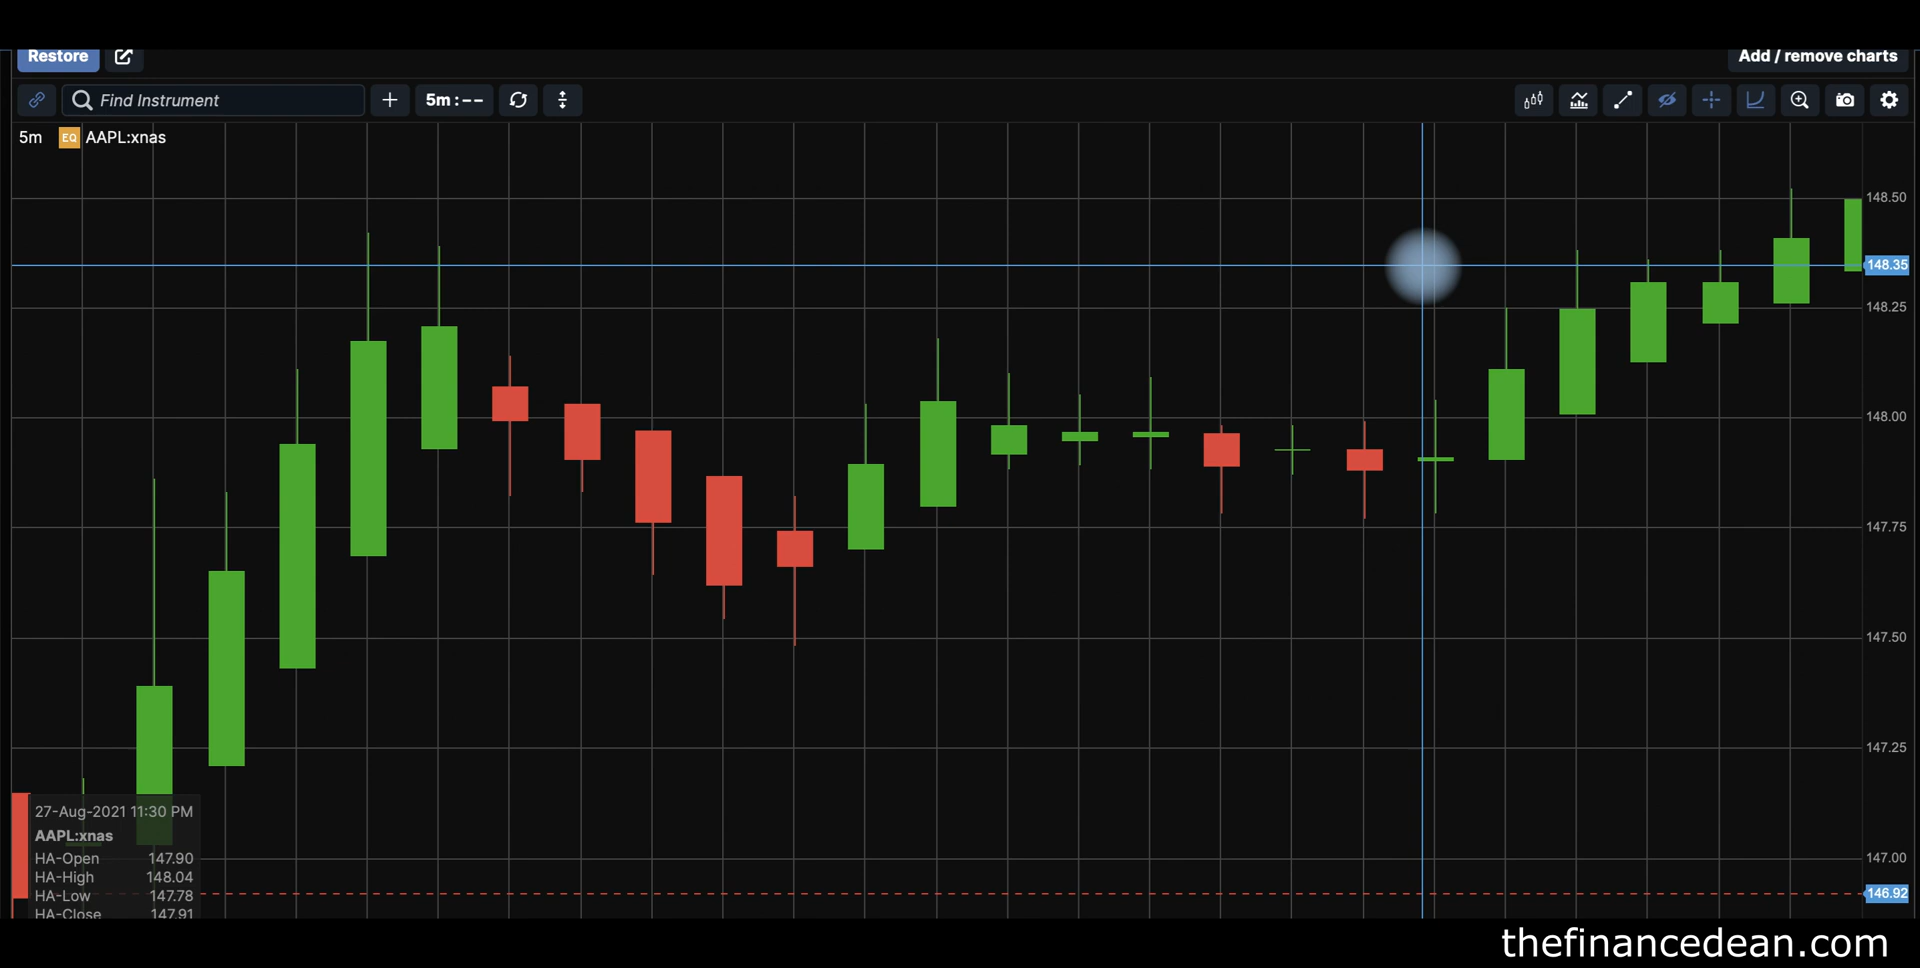 Restore
Add / remove charts
Find Instrument
5m : --
5m EQ AAPL:xnas
148.50
148.35
148.25
148.00
147.75
147.50
147.25
147.00
146.92
27-Aug-2021 11:30 PM
AAPL:xnas
HA-Open 147.90
HA-High 148.04
HA-Low 147.78
HA-Close 147.91
thefinancedean.com